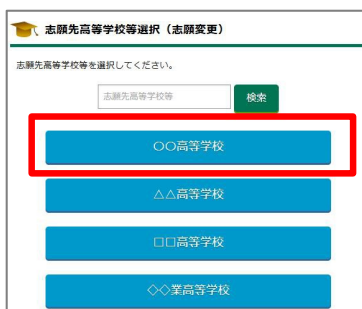 志願先高等学校等選択（志願変更）
志願先高等学校等を選択してください。
志願先高等学校等 検索
〇〇高等学校
△△高等学校
□□高等学校
◇◇業高等学校